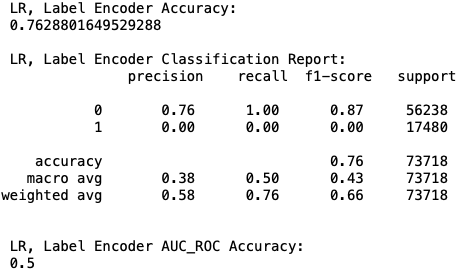 LR, Label Encoder Accuracy:
0.7628801649529288
LR, Label Encoder Classification Report:
precision recall f1-score support
0 0.76 1.00 0.87 56238
1 0.00 0.00 0.00 17480
accuracy 0.76 73718
macro avg 0.38 0.50 0.43 73718
weighted avg 0.58 0.76 0.66 73718
LR, Label Encoder AUC_ROC Accuracy:
0.5